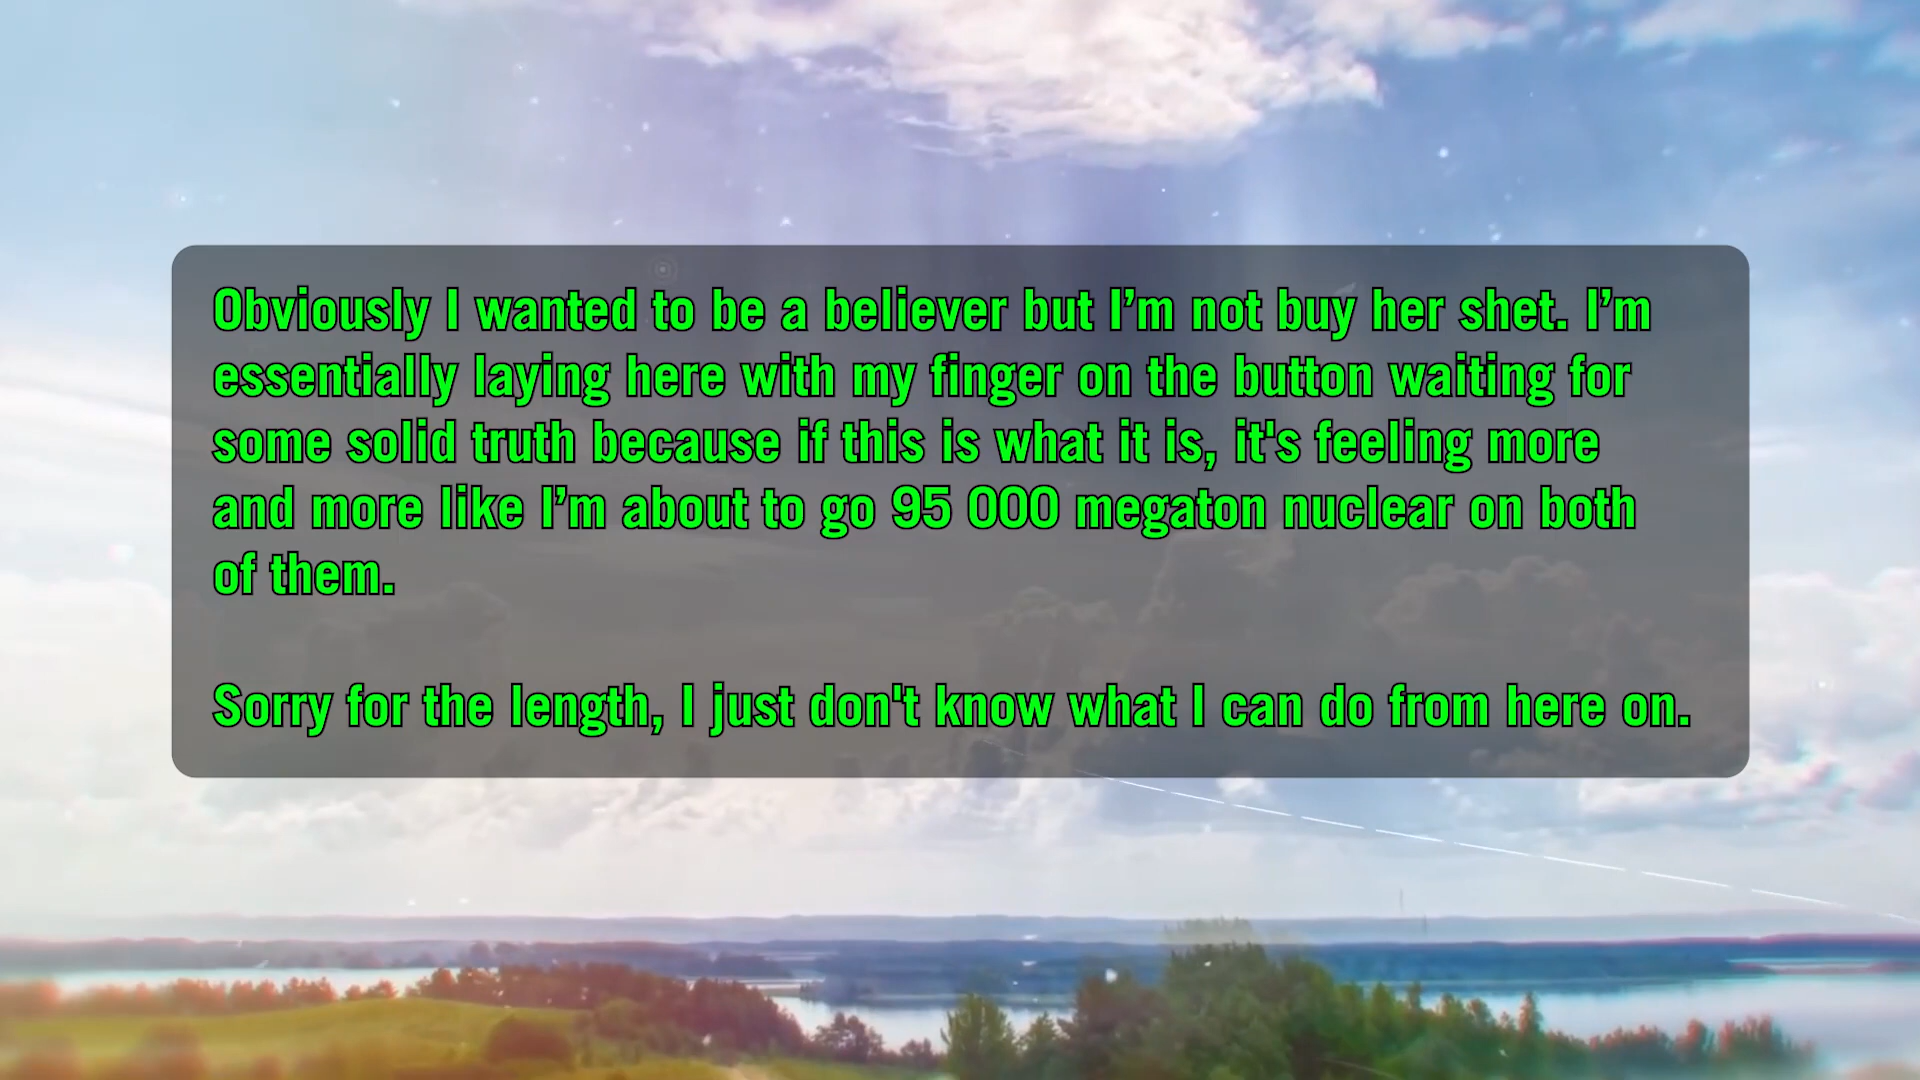 Obviously I wanted to be a believer but I’m not buy her shet. I’m
essentially laying here with my finger on the button waiting for
some solid truth because if this is what it is, it's feeling more
and more like I’m about to go 95 000 megaton nuclear on both
of them.
Sorry for the length, I just don't know what I can do from here on.